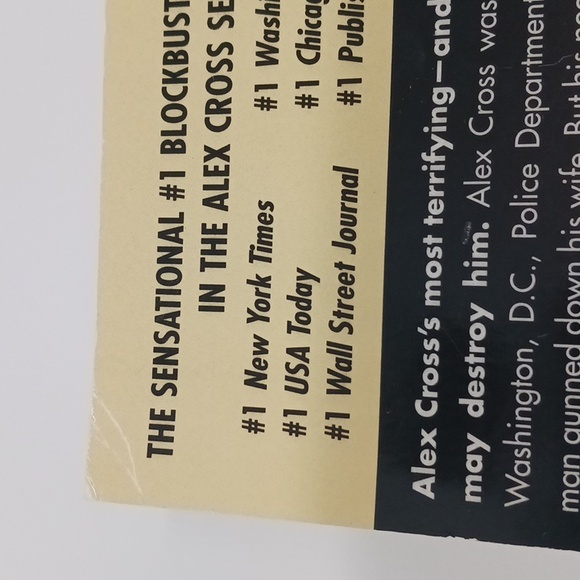 THE SENSATIONAL #1 BLOCKBUST
IN THE ALEX CROSS SE
#1 New York Times #1 Washi
#1 USA Today #1 Chicag
#1 Wall Street Journal #1 Publis
Alex Cross's most terrifying—and
may destroy him. Alex Cross was
Washington, D.C., Police Department
man gunned down his wife. But his